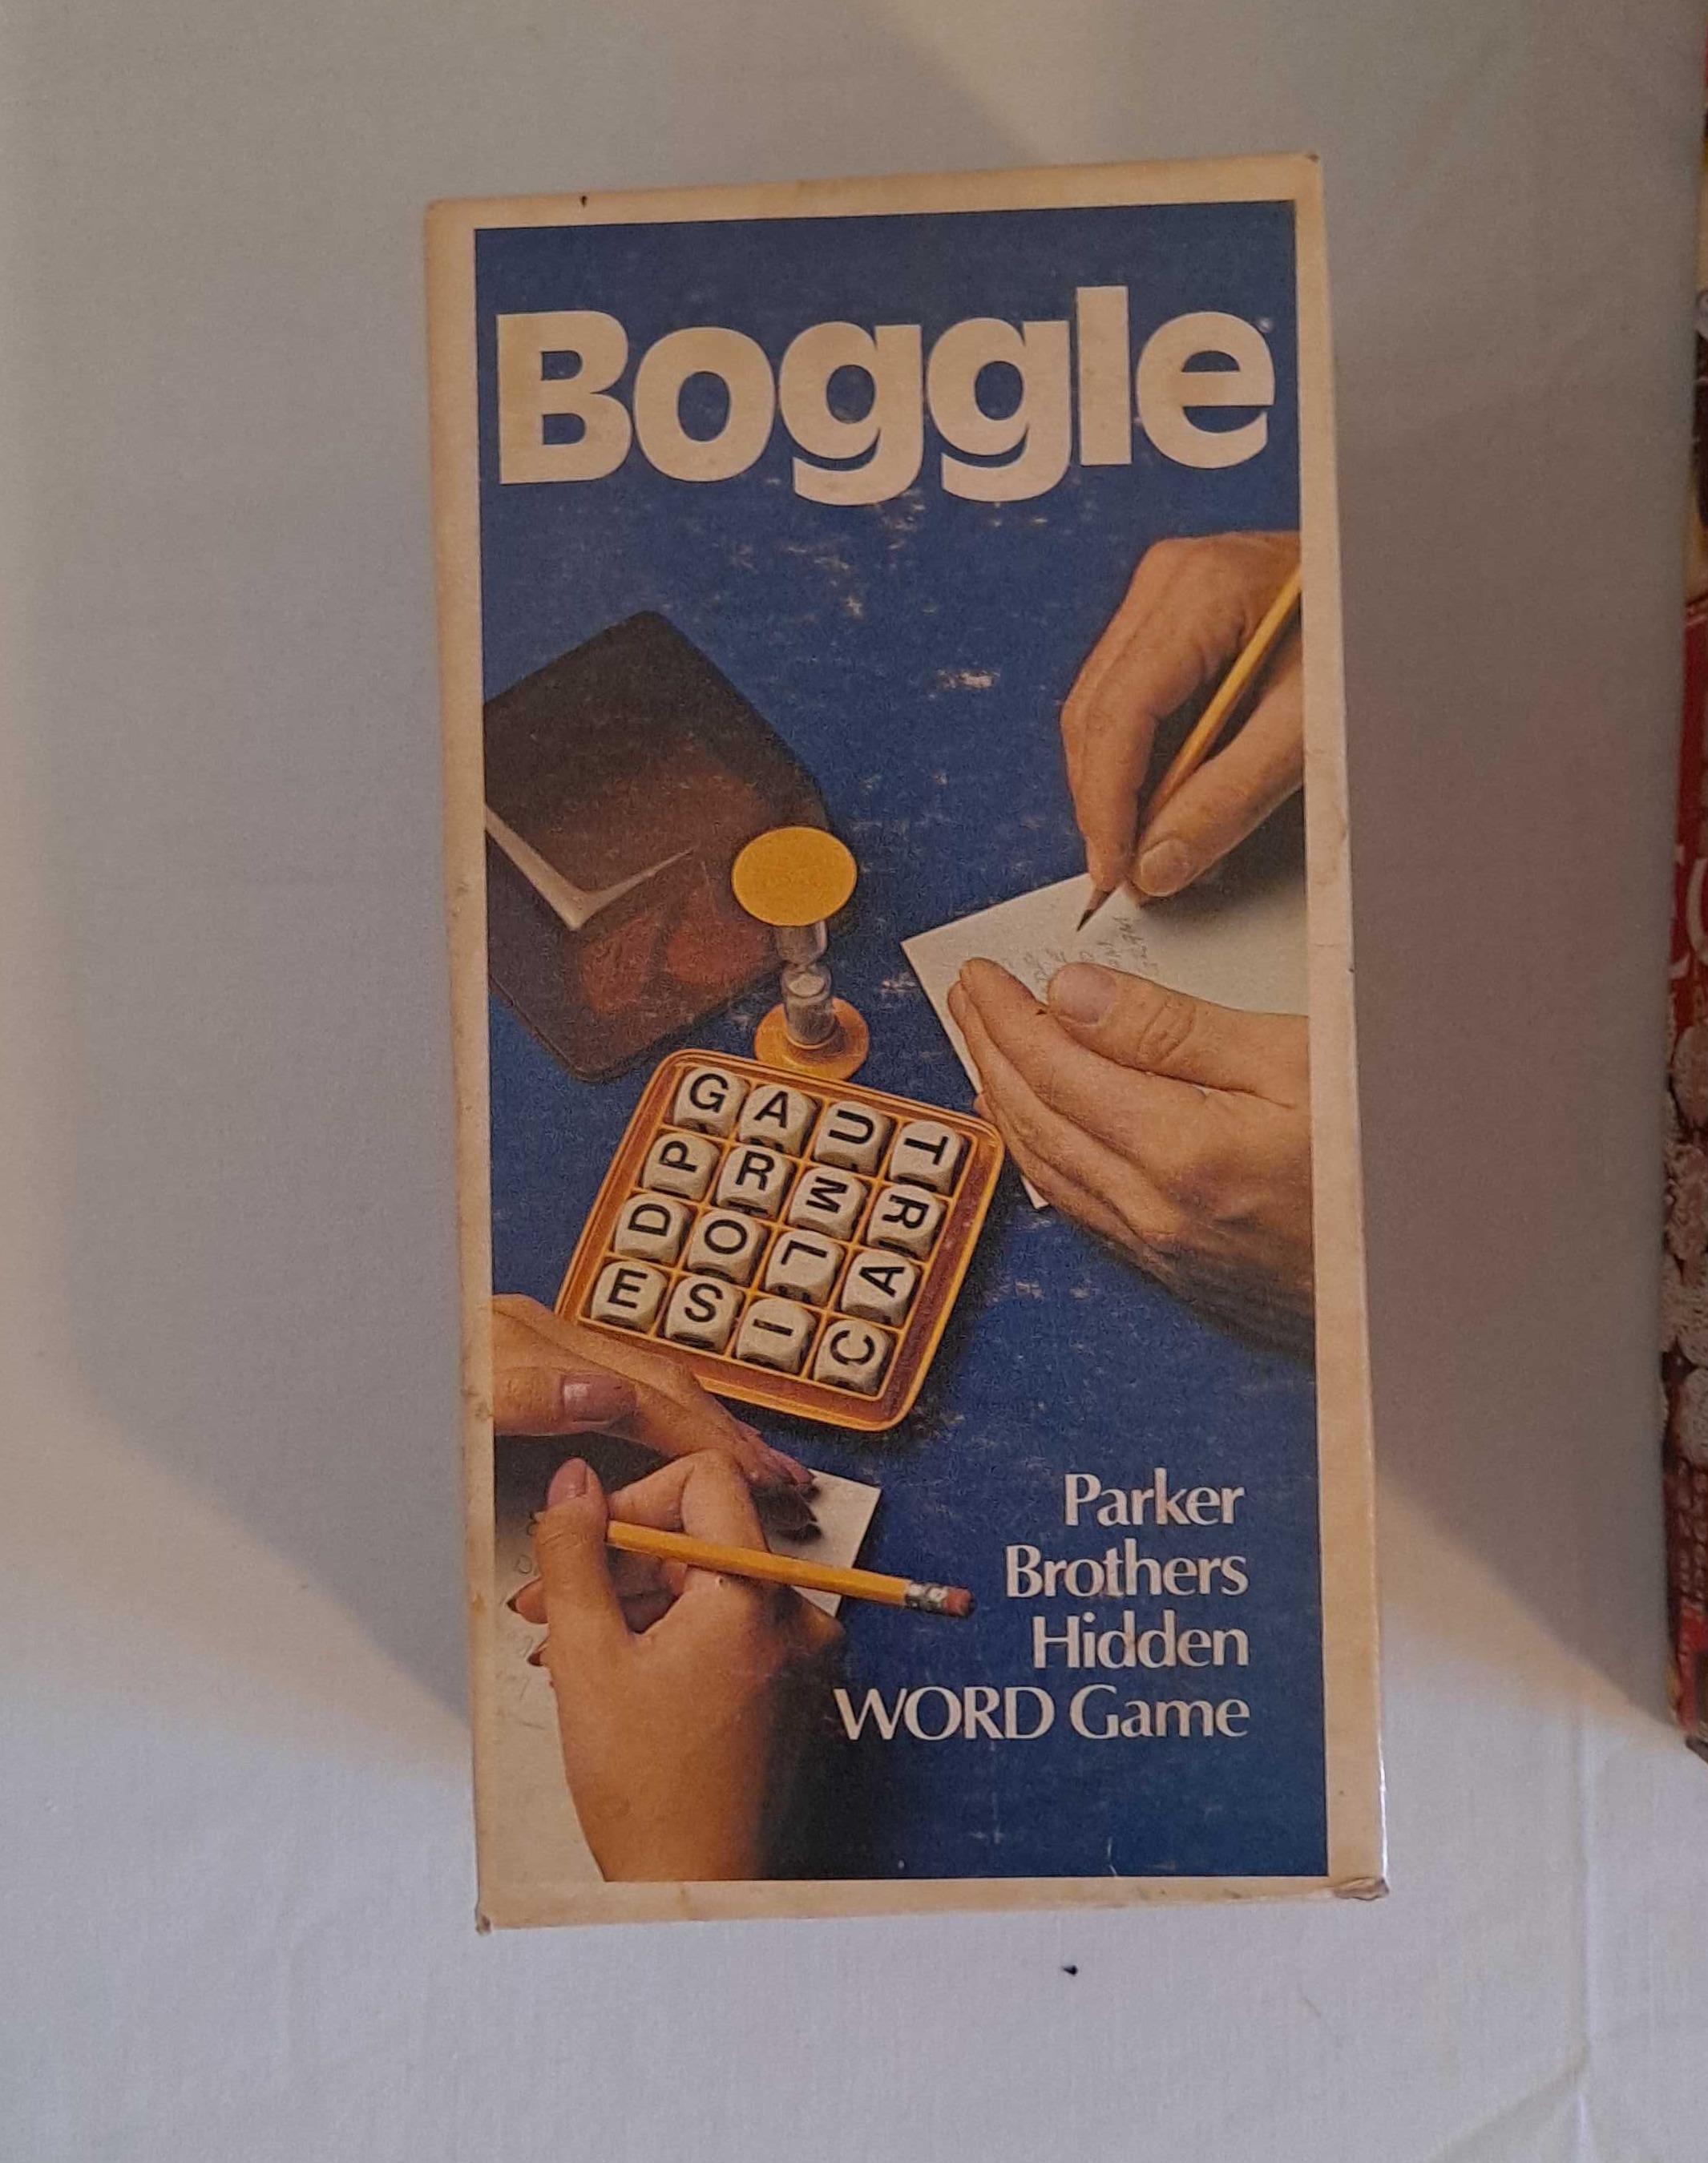 Boggle
G A U T
P R M R
D O L A
E S I C
Parker
Brothers
Hidden
WORD Game